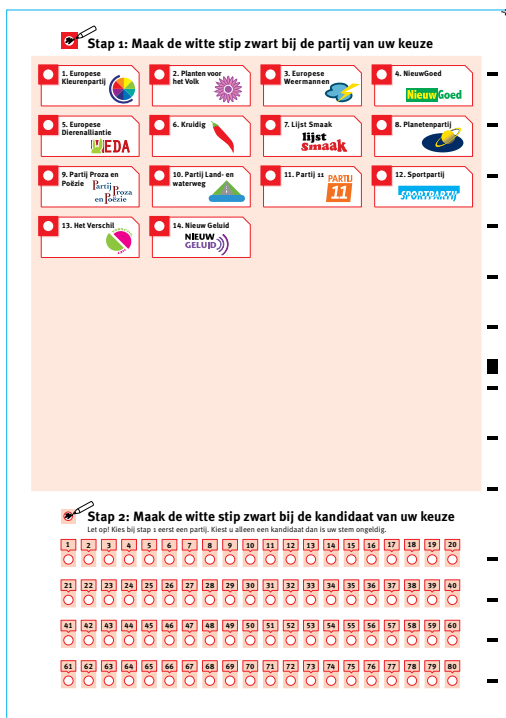 Stap 1: Maak de witte stip zwart bij de partij van uw keuze
1. Europese
Kleurenpartij
2. Planten voor
het Volk
3. Europese
Weermannen
4. NieuwGoed
NieuwGoed
5. Europese
Dierenalliantie
EDA
6. Kruidig
7. Lijst Smaak
lijst
smaak
8. Planetenpartij
9. Partij Proza en
Poëzie
Partij
Proza
en Poëzie
10. Partij Land- en
waterweg
11. Partij 11
PARTIJ
11
12. Sportpartij
SPORTPARTIJ
13. Het Verschil
14. Nieuw Geluid
NIEUW
GELUID
Stap 2: Maak de witte stip zwart bij de kandidaat van uw keuze
Let op! Kies bij stap 1 eerst een partij. Kiest u alleen een kandidaat dan is uw stem ongeldig.
1 2 3 4 5 6 7 8 9 10 11 12 13 14 15 16 17 18 19 20
21 22 23 24 25 26 27 28 29 30 31 32 33 34 35 36 37 38 39 40
41 42 43 44 45 46 47 48 49 50 51 52 53 54 55 56 57 58 59 60
61 62 63 64 65 66 67 68 69 70 71 72 73 74 75 76 77 78 79 80